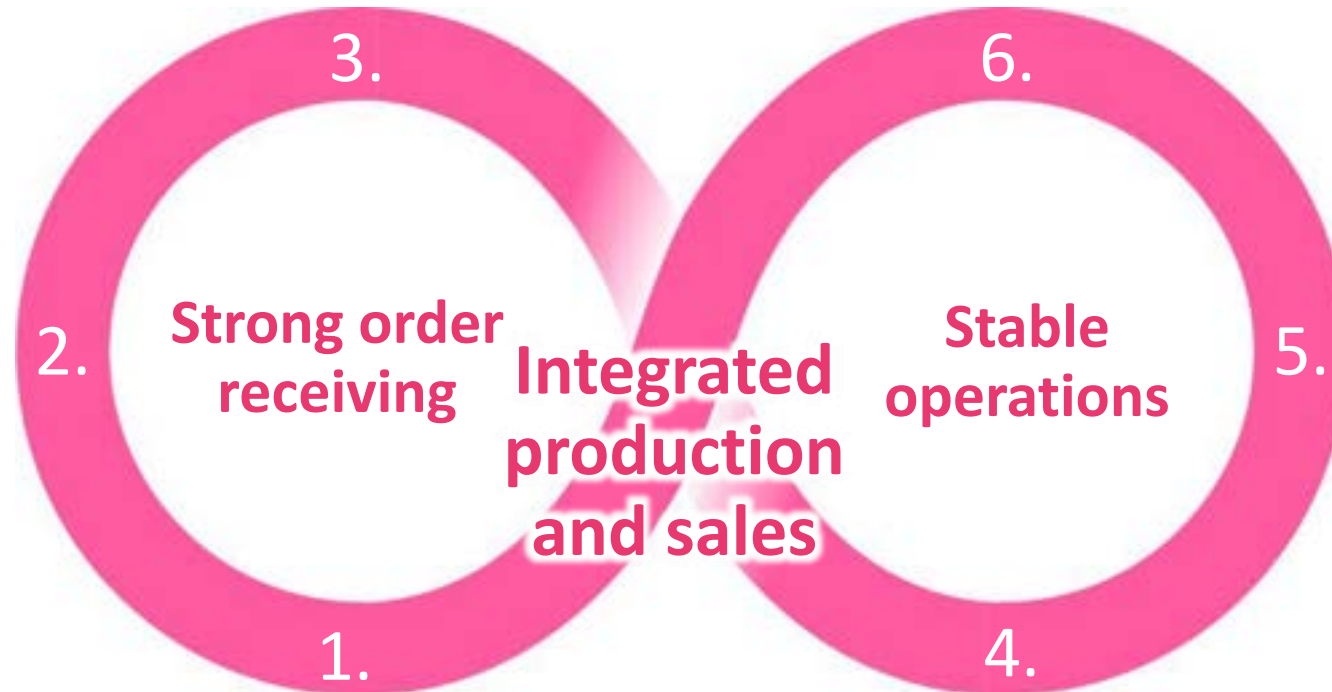 3.
6.
2.
Strong order
receiving
Integrated
production
and sales
Stable
operations
5.
1.
4.